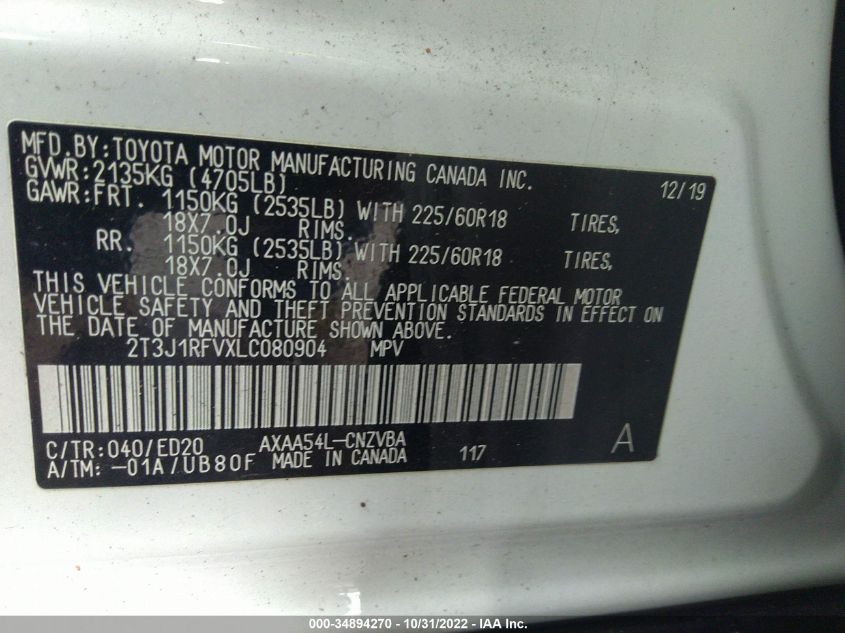 MFD.BY:TOYOTA MOTOR MANUFACTURING CANADA INC. 12/19
GVWR:2135KG (4705LB)
GAWR:FRT. 1150KG (2535LB) WITH 225/60R18 TIRES,
18X7.0J RIMS.
RR. 1150KG (2535LB) WITH 225/60R18 TIRES,
18X7.0J RIMS.
THIS VEHICLE CONFORMS TO ALL APPLICABLE FEDERAL MOTOR
VEHICLE SAFETY AND THEFT PREVENTION STANDARDS IN EFFECT ON
THE DATE OF MANUFACTURE SHOWN ABOVE.
2T3J1RFVXLC080904 MPV
C/TR:040/ED20 AXAA54L-CNZVBA A
A/TM:-01A/UB80F MADE IN CANADA 117
000-34894270 - 10/31/2022 - IAA Inc.